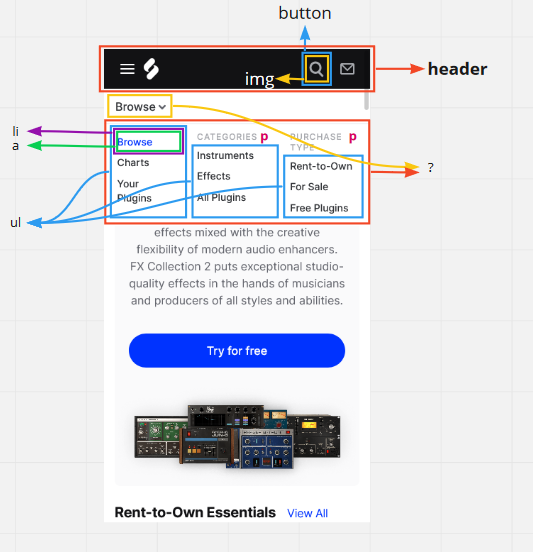 button
img
header
Browse
li
a
ul
?
Browse
Charts
Your
Plugins
CATEGORIES p
Instruments
Effects
All Plugins
PURCHASE p
TYPE
Rent-to-Own
For Sale
Free Plugins
effects mixed with the creative
flexibility of modern audio enhancers.
FX Collection 2 puts exceptional studio-
quality effects in the hands of musicians
and producers of all styles and abilities.
Try for free
Rent-to-Own Essentials View All